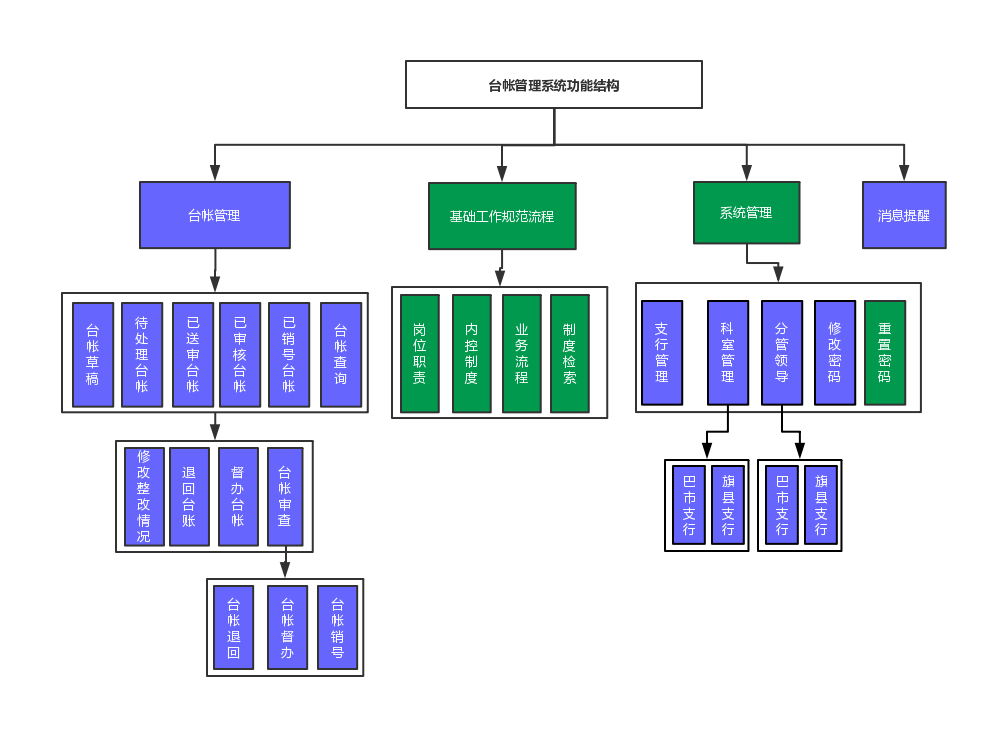 台帐管理系统功能结构
台帐管理
基础工作规范流程
系统管理
消息提醒
台帐草稿
待处理台帐
已送审台帐
已审核台帐
已销号台帐
台帐查询
岗位职责
内控制度
业务流程
制度检索
支行管理
科室管理
分管领导
修改密码
重置密码
修改整改情况
退回台账
督办台帐
台帐审查
巴市支行
旗县支行
巴市支行
旗县支行
台帐退回
台帐督办
台帐销号